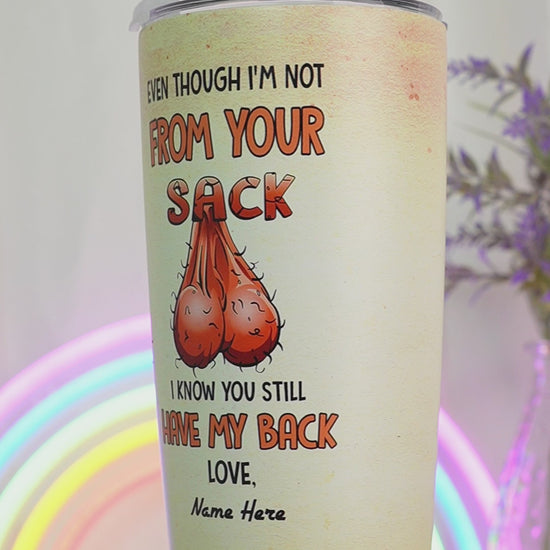 EVEN THOUGH I'M NOT
FROM YOUR
SACK
I KNOW YOU STILL
HAVE MY BACK
LOVE,
Name Here